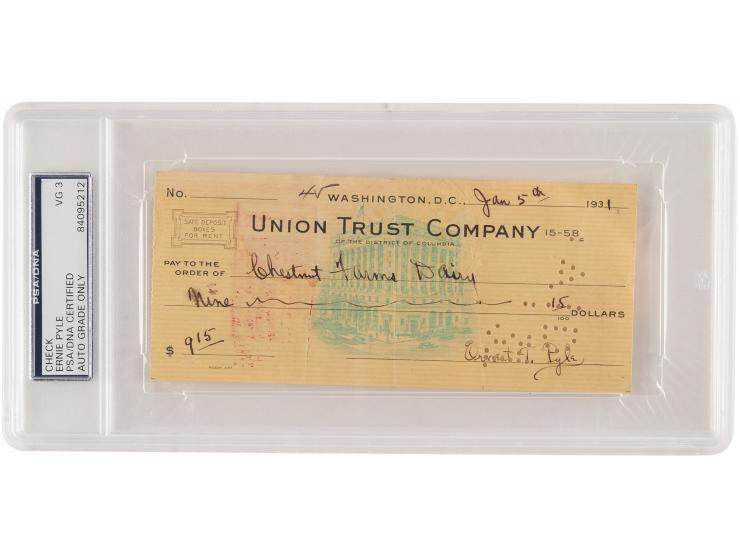 PSA/DNA
CHECK
ERNIE PYLE
PSA/DNA CERTIFIED
AUTO GRADE ONLY
VG 3
84095212
No. 45 WASHINGTON, D.C., Jan 5th 1931
SAFE DEPOSIT
BOXES
FOR RENT
UNION TRUST COMPANY 15-58
OF THE DISTRICT OF COLUMBIA
PAY TO THE
ORDER OF Chestnut Farms Dairy
Nine 15/100 DOLLARS
$ 9 15
Ernest T. Pyle